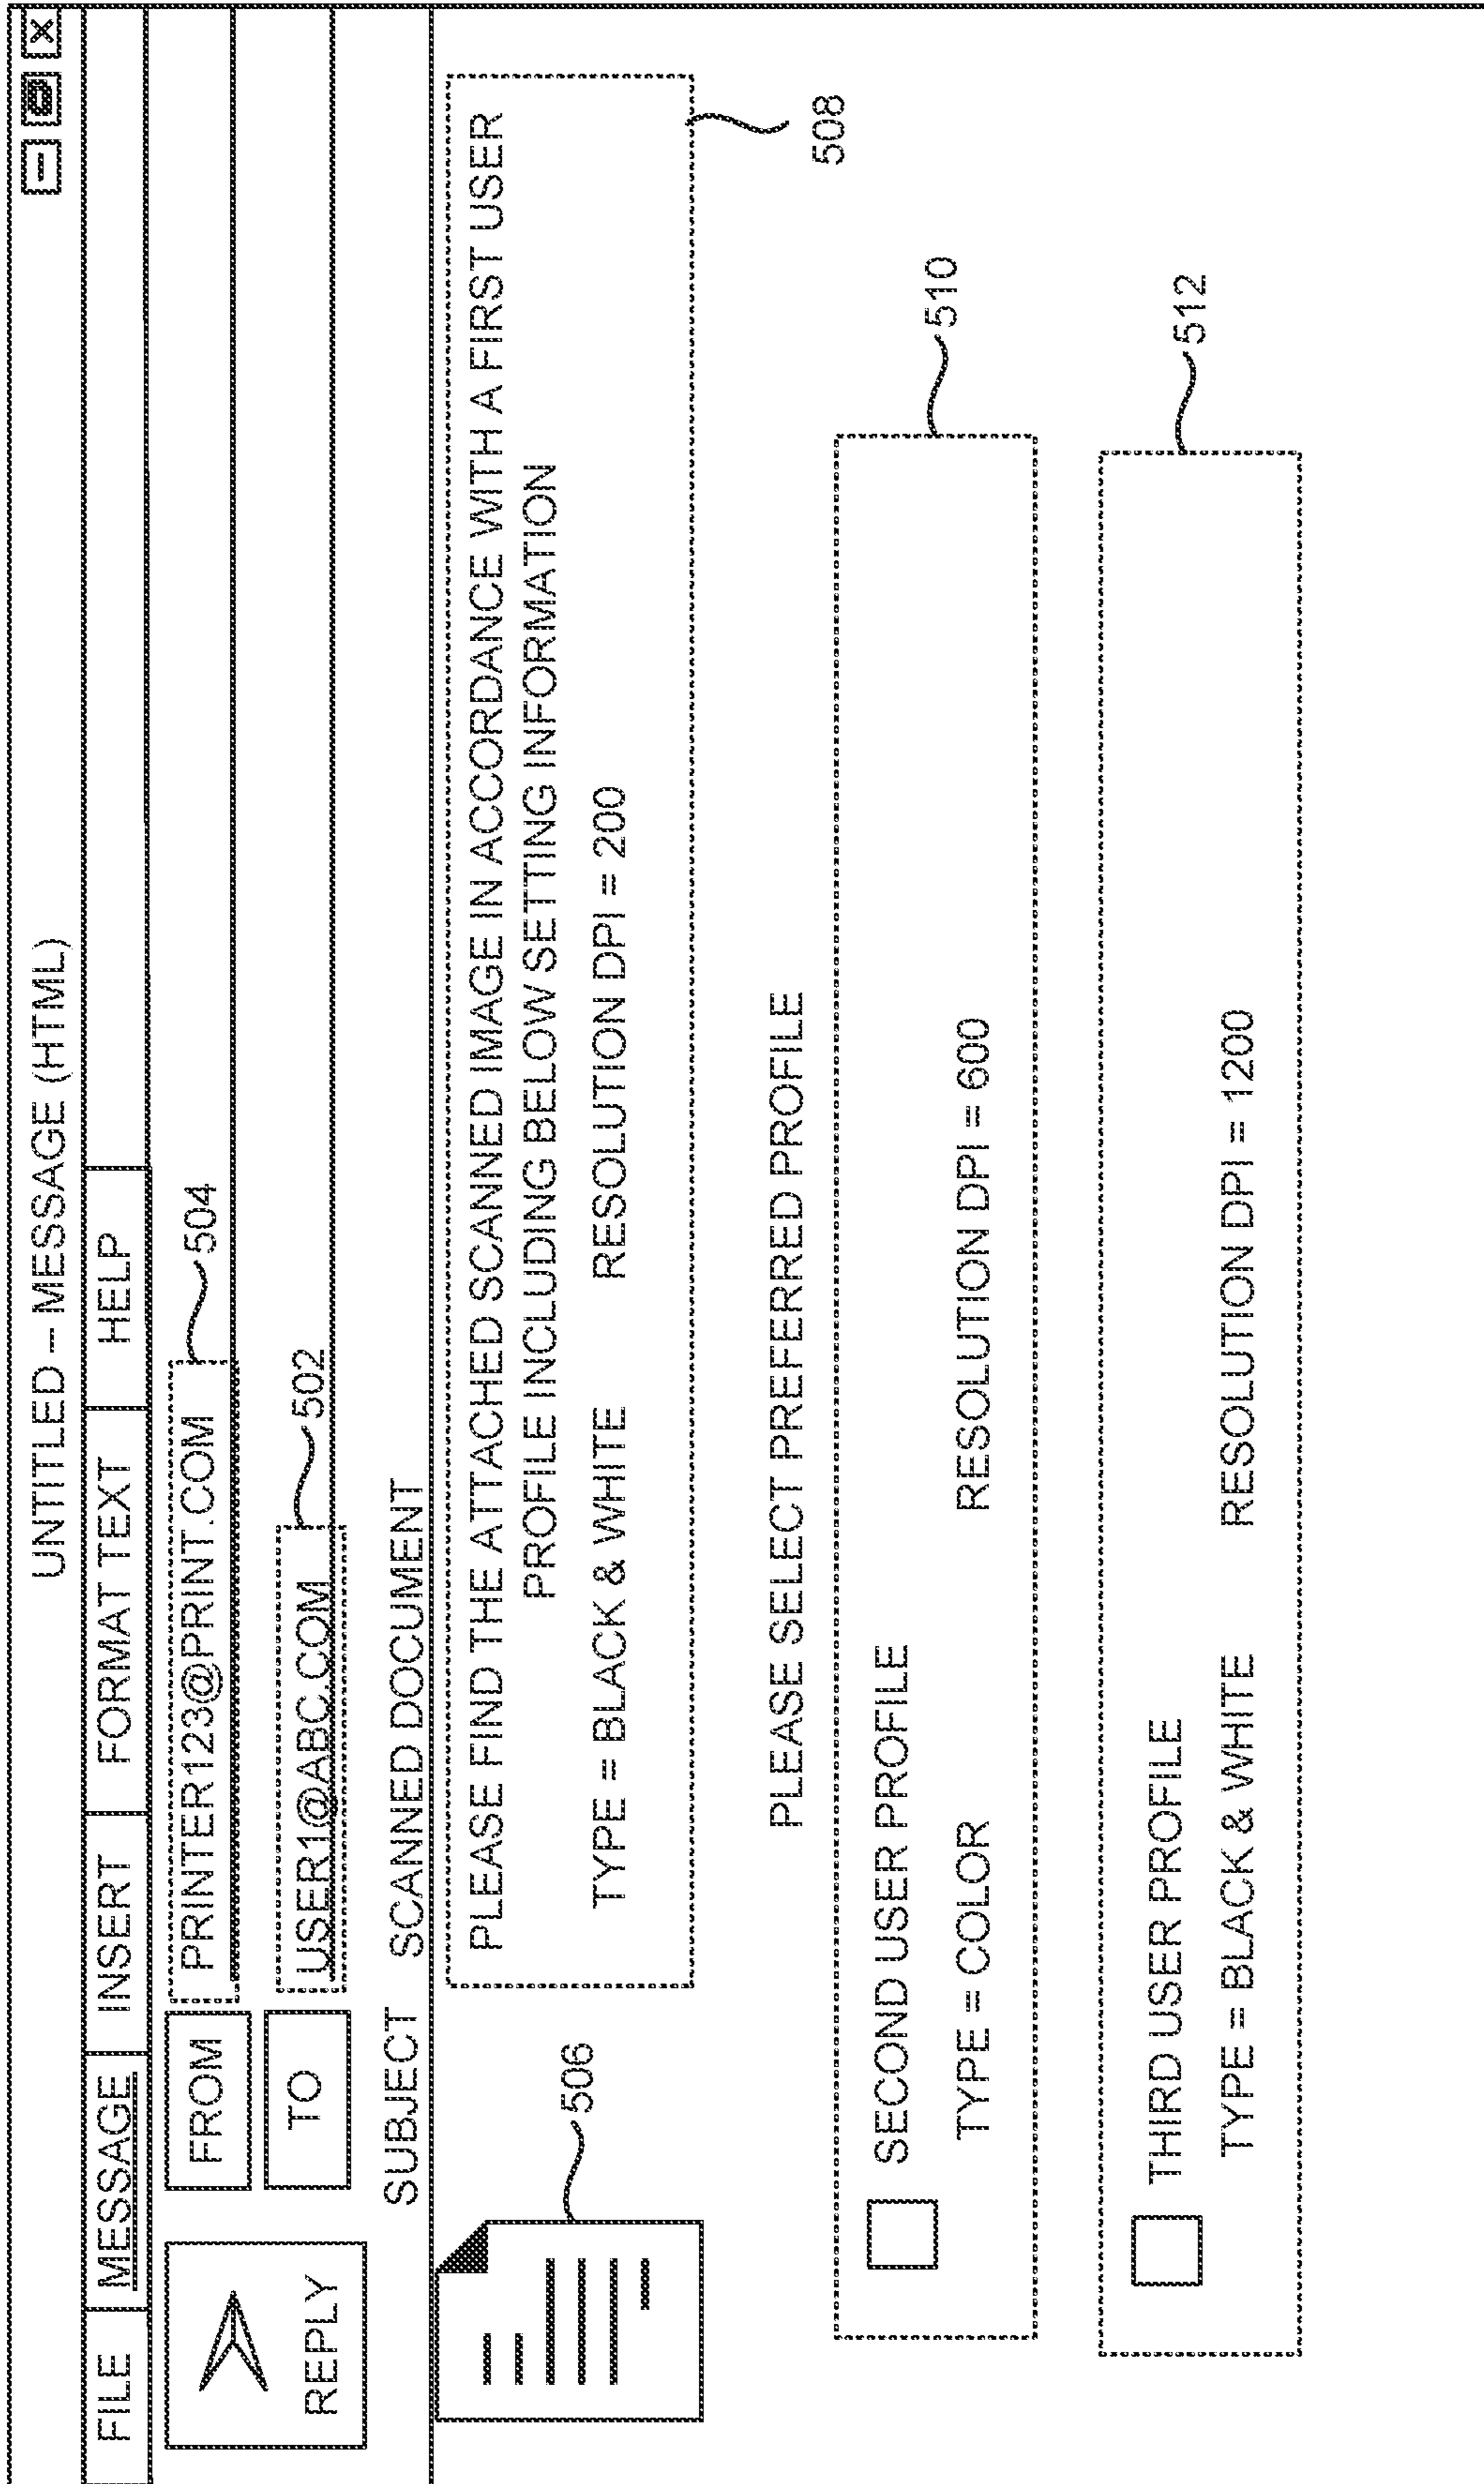 UNTITLED – MESSAGE (HTML)
FILE MESSAGE INSERT FORMAT TEXT HELP
FROM PRINTER123@PRINT.COM 504
TO USER1@ABC.COM 502
REPLY
SUBJECT SCANNED DOCUMENT
506
PLEASE FIND THE ATTACHED SCANNED IMAGE IN ACCORDANCE WITH A FIRST USER
PROFILE INCLUDING BELOW SETTING INFORMATION
TYPE = BLACK & WHITE RESOLUTION DPI = 200
508
PLEASE SELECT PREFERRED PROFILE
SECOND USER PROFILE
510
TYPE = COLOR RESOLUTION DPI = 600
THIRD USER PROFILE
512
TYPE = BLACK & WHITE RESOLUTION DPI = 1200